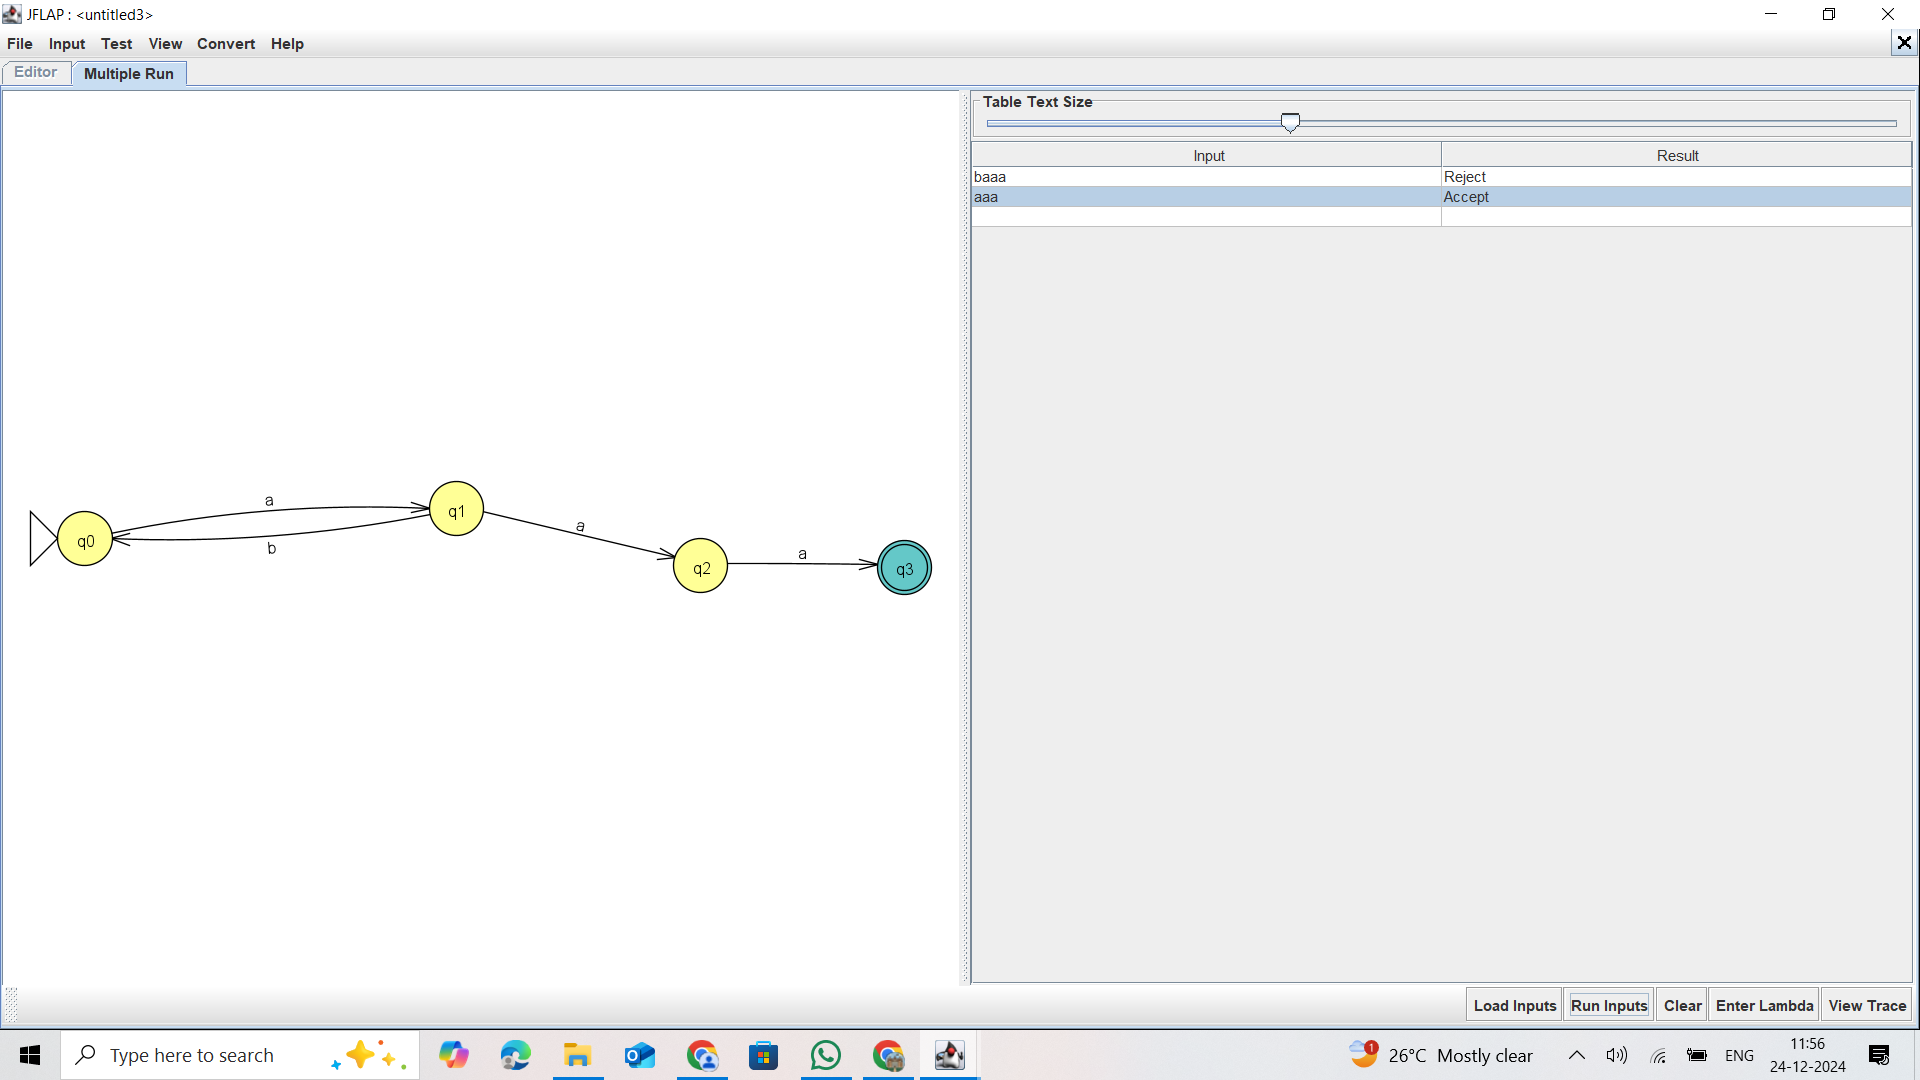 JFLAP : <untitled3>
File Input Test View Convert Help
Editor Multiple Run
Table Text Size
Input Result
baaa Reject
aaa Accept
a
q0 q1
b
a
q2
a
q3
Load Inputs Run Inputs Clear Enter Lambda View Trace
Type here to search
1
26°C Mostly clear
ENG
11:56
24-12-2024